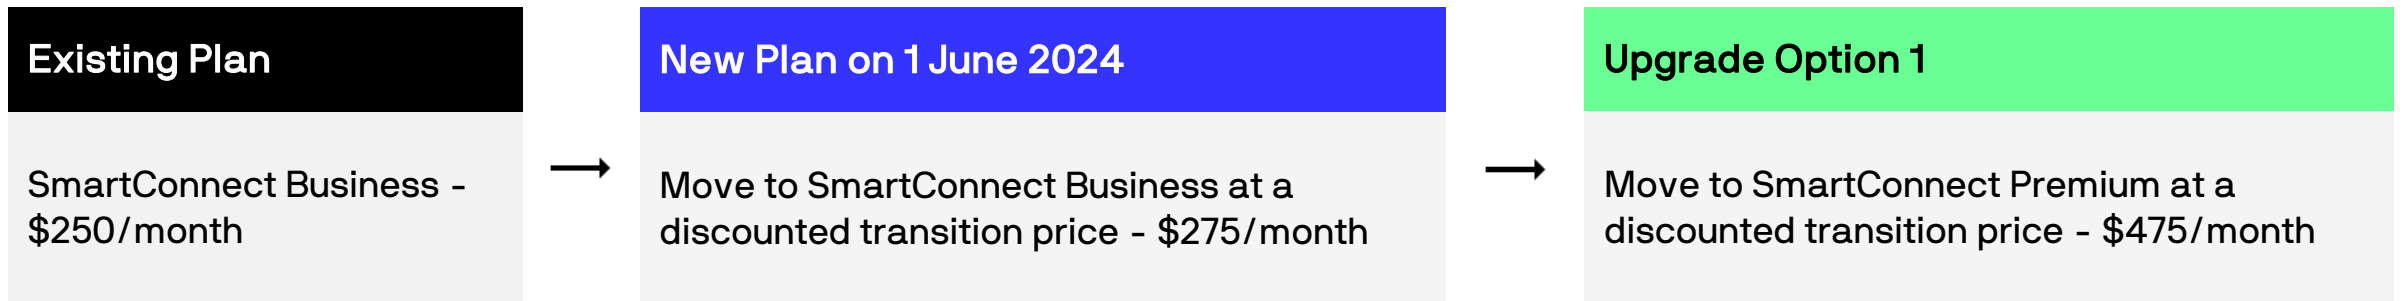 Existing Plan
SmartConnect Business -
$250/month
New Plan on 1 June 2024
Move to SmartConnect Business at a
discounted transition price - $275/month
Upgrade Option 1
Move to SmartConnect Premium at a
discounted transition price - $475/month